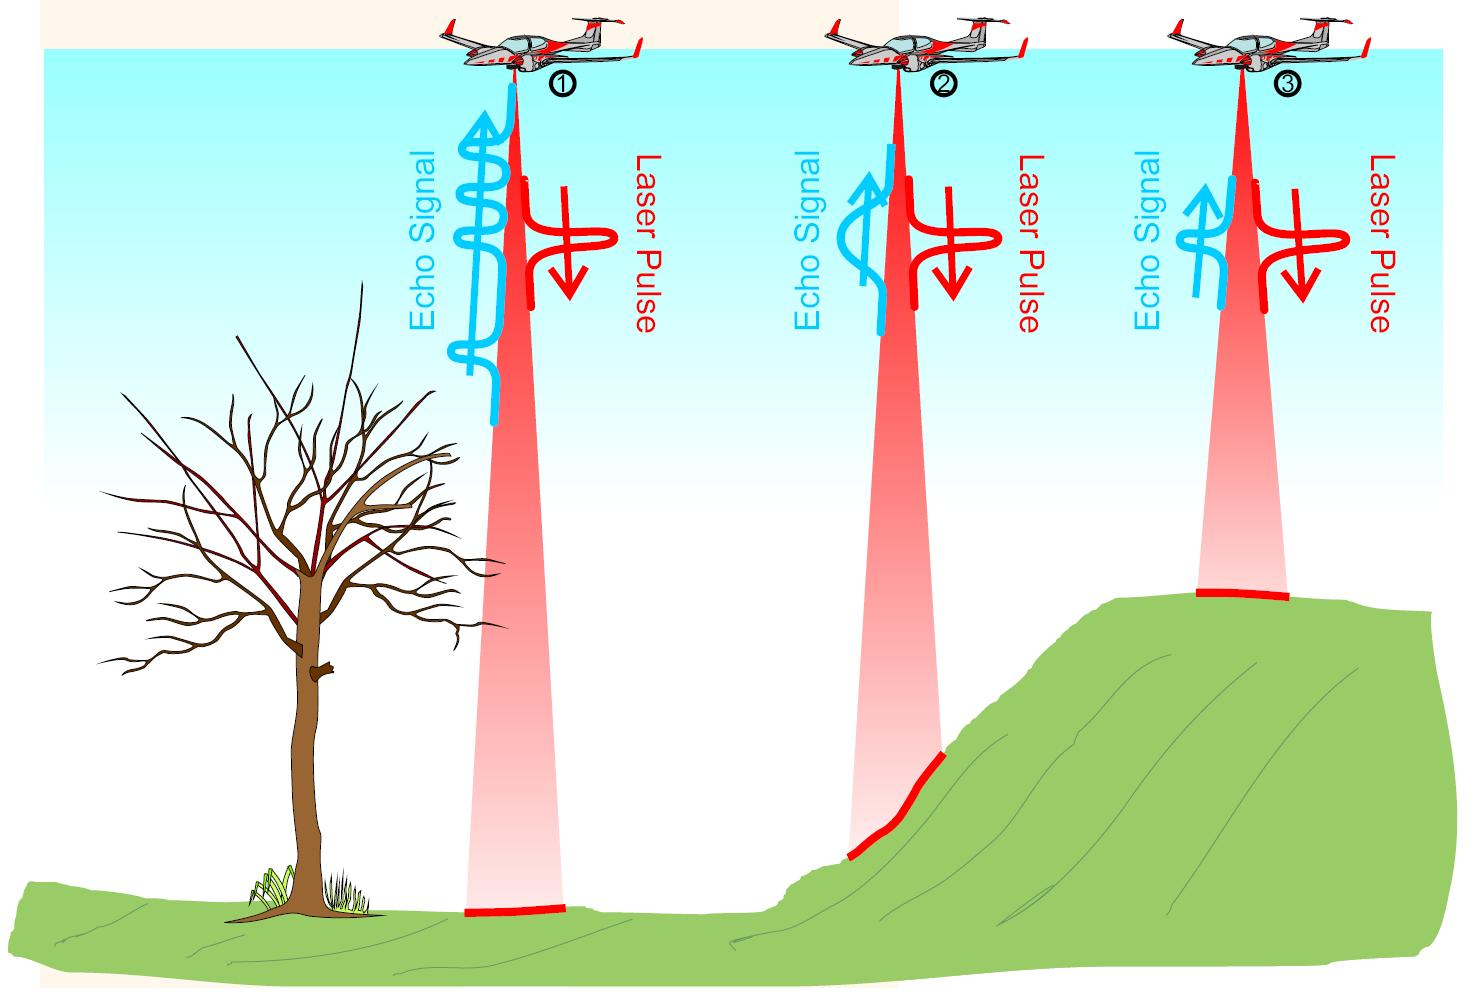 ①
②
③
Echo Signal
Laser Pulse
Echo Signal
Laser Pulse
Echo Signal
Laser Pulse